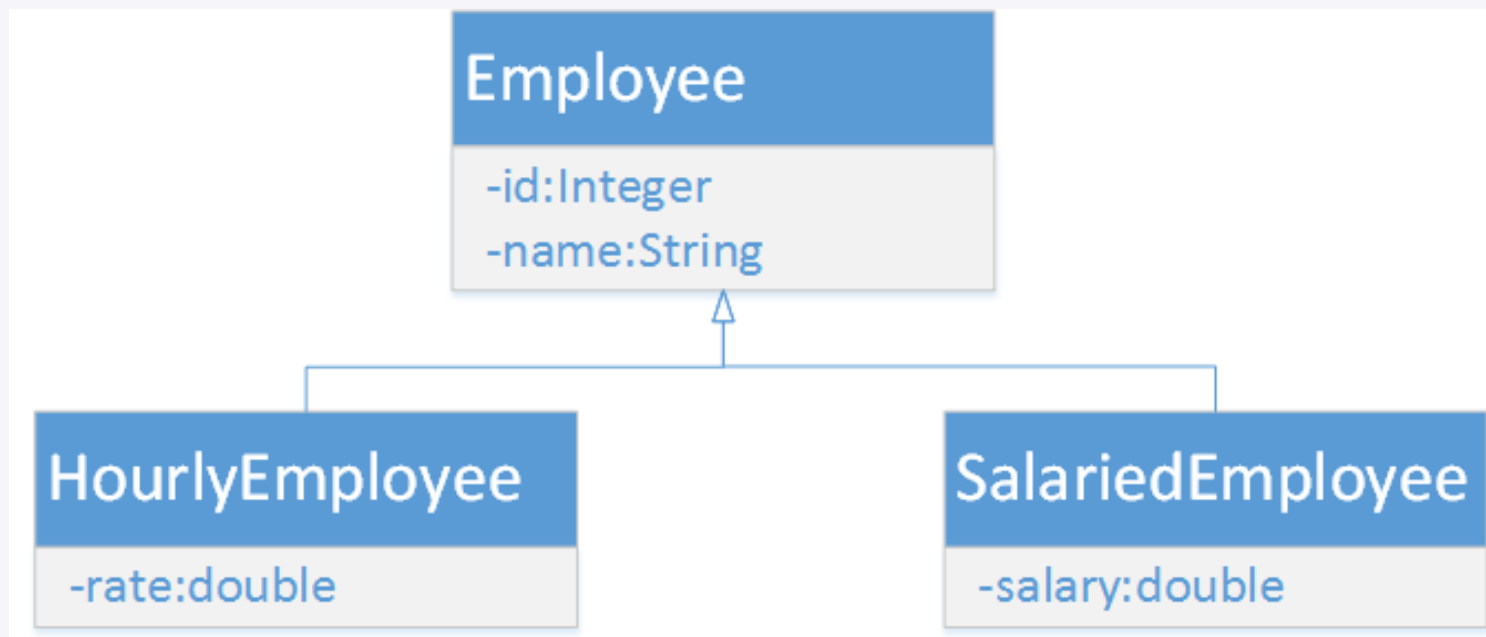 Employee
-id:Integer
-name:String
HourlyEmployee
-rate:double
SalariedEmployee
-salary:double